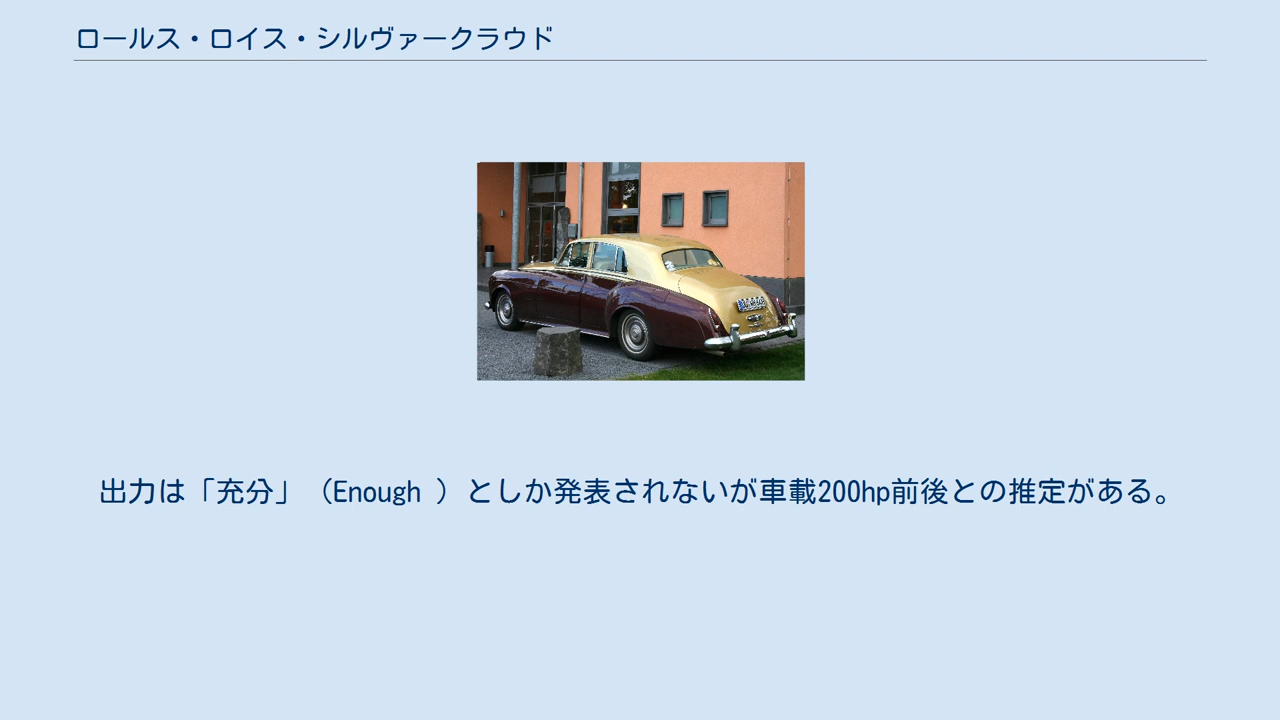 ロールス・ロイス・シルヴァークラウド
出力は「充分」（Enough ）としか発表されないが車載200hp前後との推定がある。